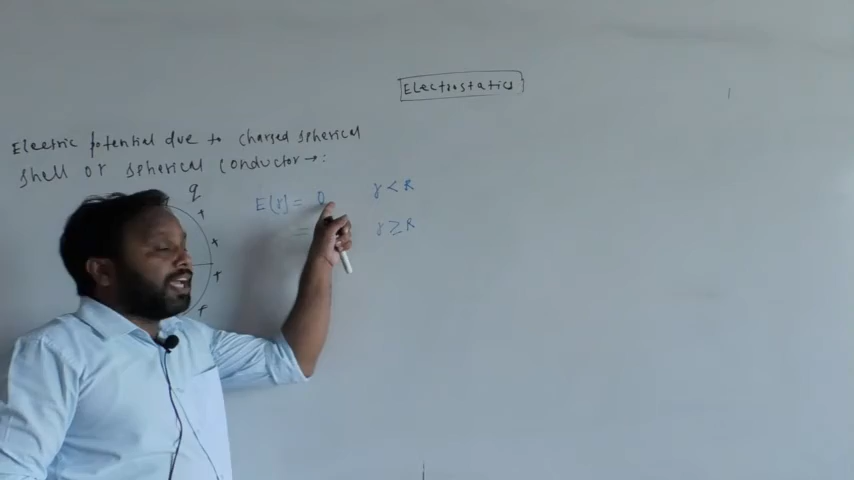 Electrostatics
Electric potential due to charged spherical
shell or spherical conductor →:
q
+
+
+
+
E(r) = 0 r < R
= r ≥ R